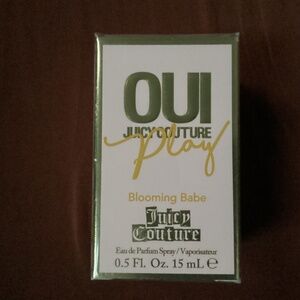 OUI
JUICY COUTURE
Play
Blooming Babe
Juicy
Couture
Eau de Parfum Spray / Vaporisateur
0.5 Fl. Oz. 15 mL ℮